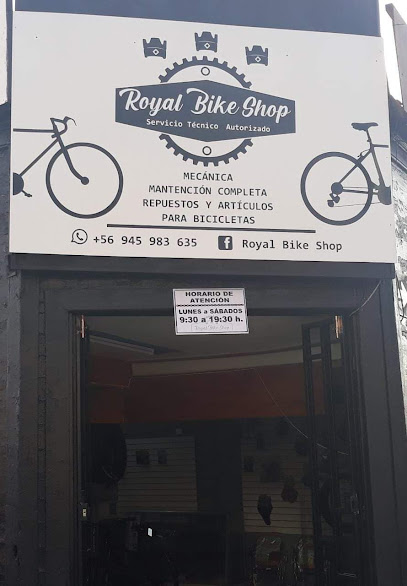 Royal Bike Shop
Servicio Técnico Autorizado
MECÁNICA
MANTENCIÓN COMPLETA
REPUESTOS Y ARTÍCULOS
PARA BICICLETAS
+56 945 983 635
Royal Bike Shop
HORARIO DE
ATENCIÓN
LUNES a SÁBADOS
9:30 a 19:30 h.